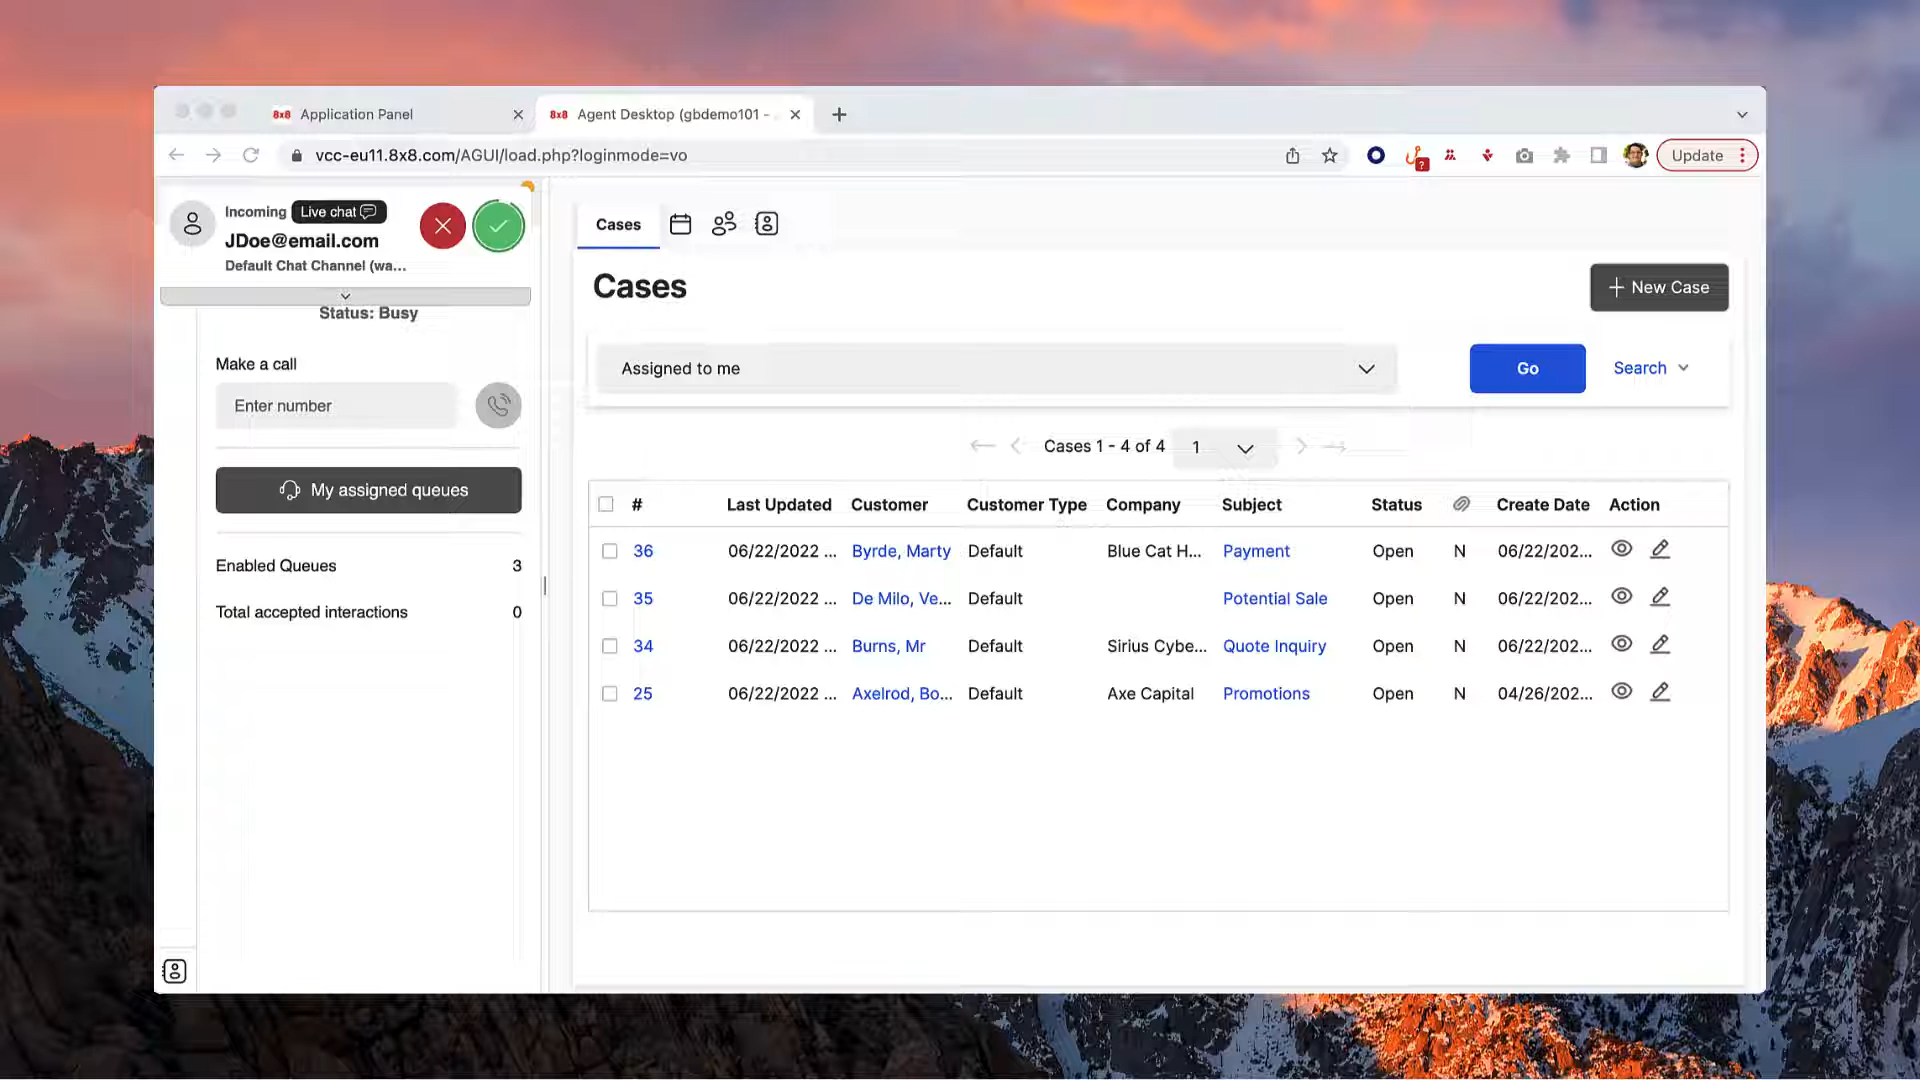 8x8 Application Panel
8x8 Agent Desktop (gbdemo101 -
vcc-eu11.8x8.com/AGUI/load.php?loginmode=vo
Update
Incoming Live chat
JDoe@email.com
Default Chat Channel (wa...
Status: Busy
Make a call
Enter number
My assigned queues
Enabled Queues 3
Total accepted interactions 0
Cases
Cases
New Case
Assigned to me
Go
Search
Cases 1 - 4 of 4 1
# Last Updated Customer Customer Type Company Subject Status Create Date Action
36 06/22/2022 ... Byrde, Marty Default Blue Cat H... Payment Open N 06/22/202...
35 06/22/2022 ... De Milo, Ve... Default Potential Sale Open N 06/22/202...
34 06/22/2022 ... Burns, Mr Default Sirius Cybe... Quote Inquiry Open N 06/22/202...
25 06/22/2022 ... Axelrod, Bo... Default Axe Capital Promotions Open N 04/26/202...